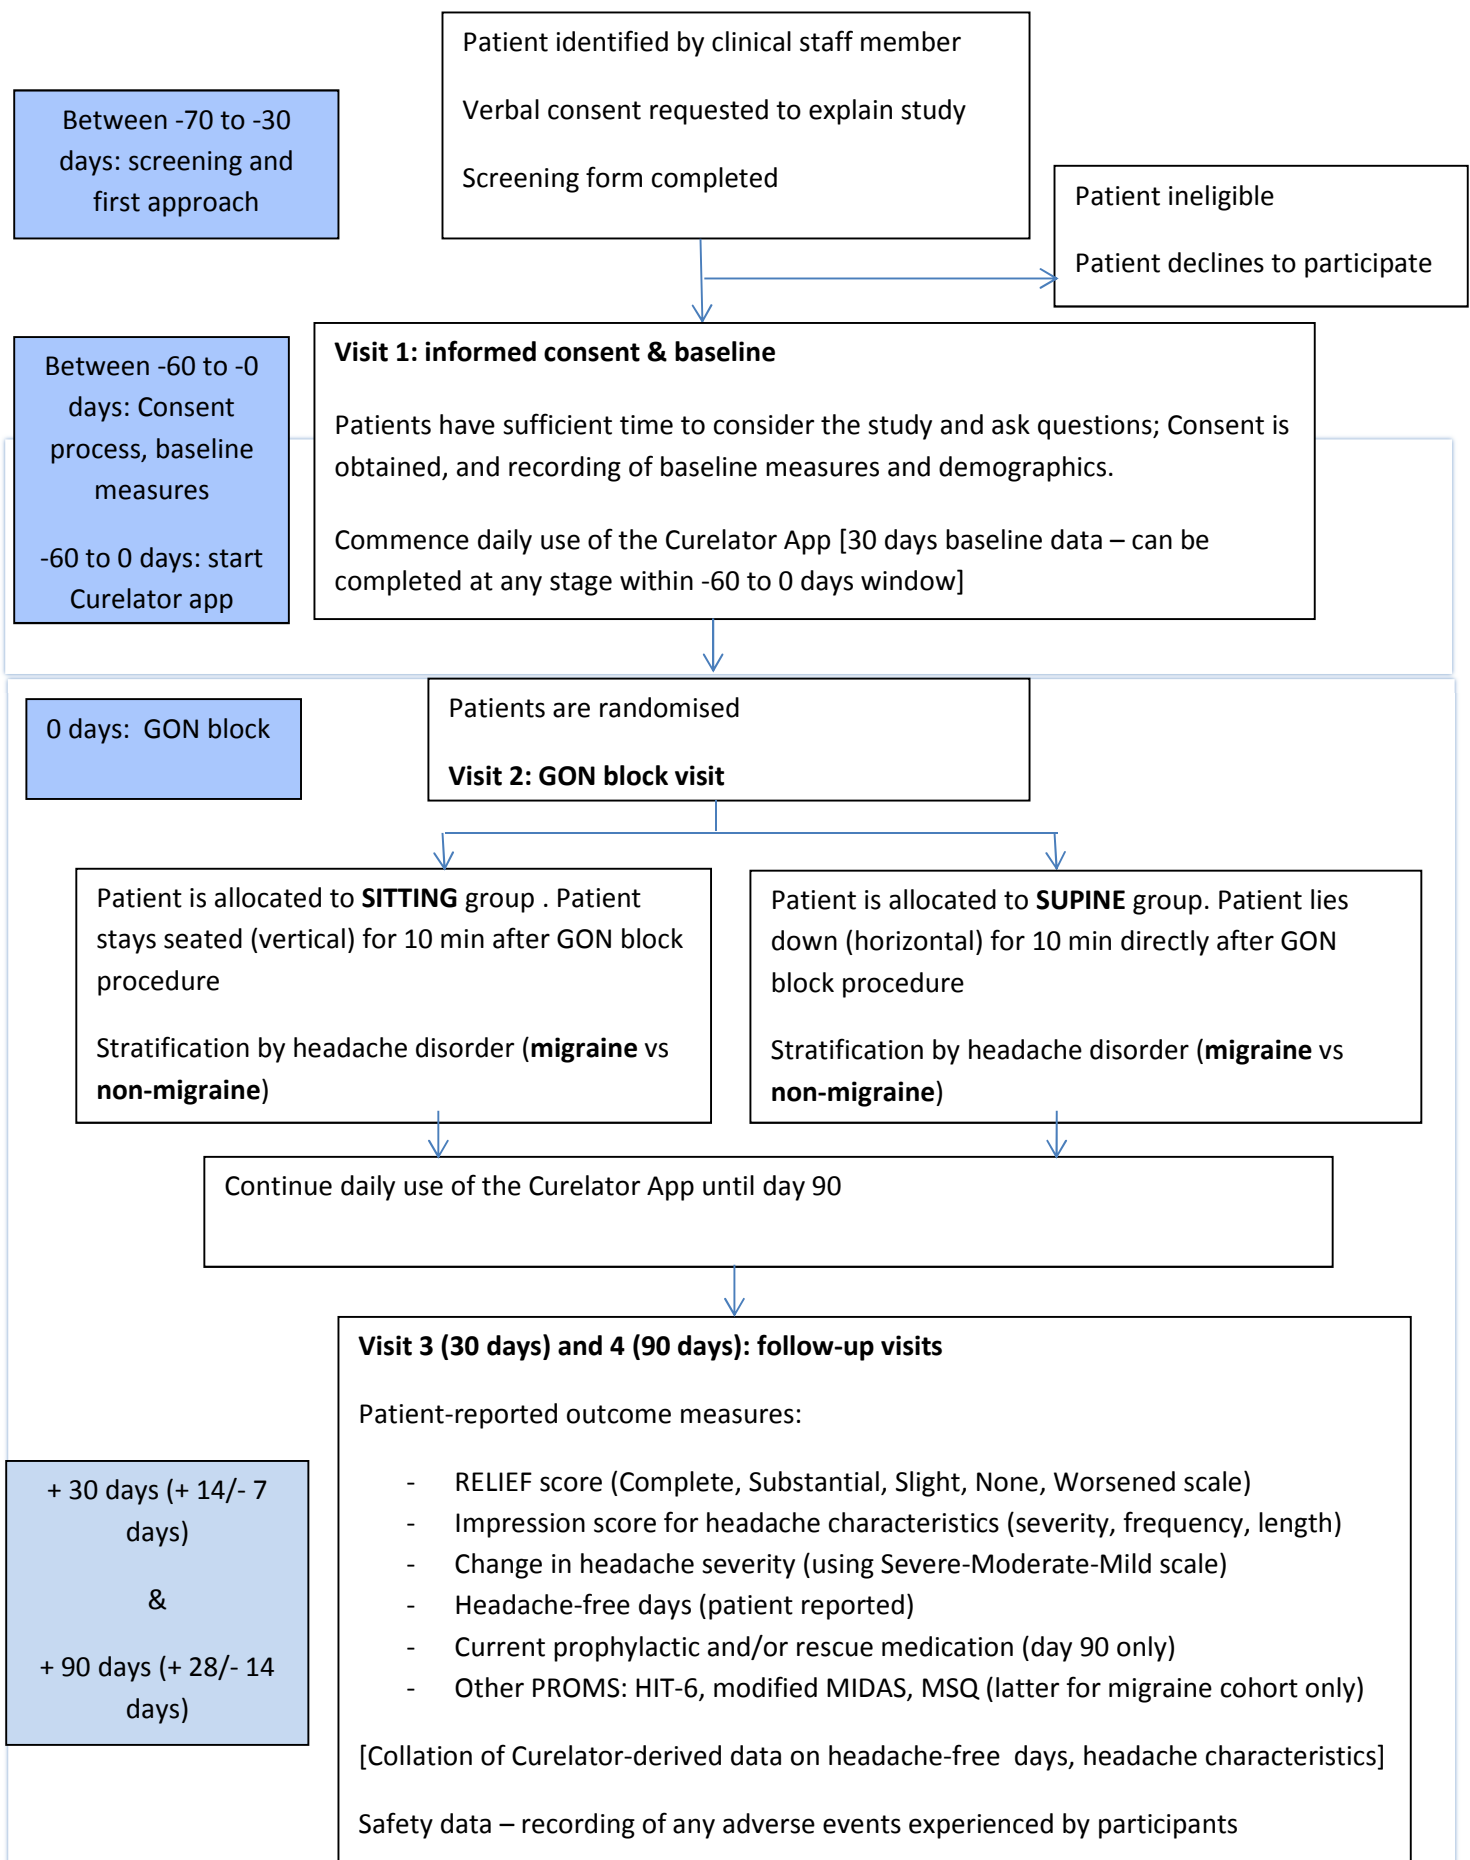 Patient identified by clinical staff member
Verbal consent requested to explain study
Screening form completed
Between -70 to -30
days: screening and
first approach
Patient ineligible
Patient declines to participate
Between -60 to -0
days: Consent
process, baseline
measures
-60 to 0 days: start
Curelator app
Visit 1: informed consent & baseline
Patients have sufficient time to consider the study and ask questions; Consent is
obtained, and recording of baseline measures and demographics.
Commence daily use of the Curelator App [30 days baseline data – can be
completed at any stage within -60 to 0 days window]
0 days:  GON block
Patients are randomised
Visit 2: GON block visit
Patient is allocated to SITTING group . Patient
stays seated (vertical) for 10 min after GON block
procedure
Stratification by headache disorder (migraine vs
non-migraine)
Patient is allocated to SUPINE group. Patient lies
down (horizontal) for 10 min directly after GON
block procedure
Stratification by headache disorder (migraine vs
non-migraine)
Continue daily use of the Curelator App until day 90
+ 30 days (+ 14/- 7
days)
&
+ 90 days (+ 28/- 14
days)
Visit 3 (30 days) and 4 (90 days): follow-up visits
Patient-reported outcome measures:
- RELIEF score (Complete, Substantial, Slight, None, Worsened scale)
- Impression score for headache characteristics (severity, frequency, length)
- Change in headache severity (using Severe-Moderate-Mild scale)
- Headache-free days (patient reported)
- Current prophylactic and/or rescue medication (day 90 only)
- Other PROMS: HIT-6, modified MIDAS, MSQ (latter for migraine cohort only)
[Collation of Curelator-derived data on headache-free  days, headache characteristics]
Safety data – recording of any adverse events experienced by participants